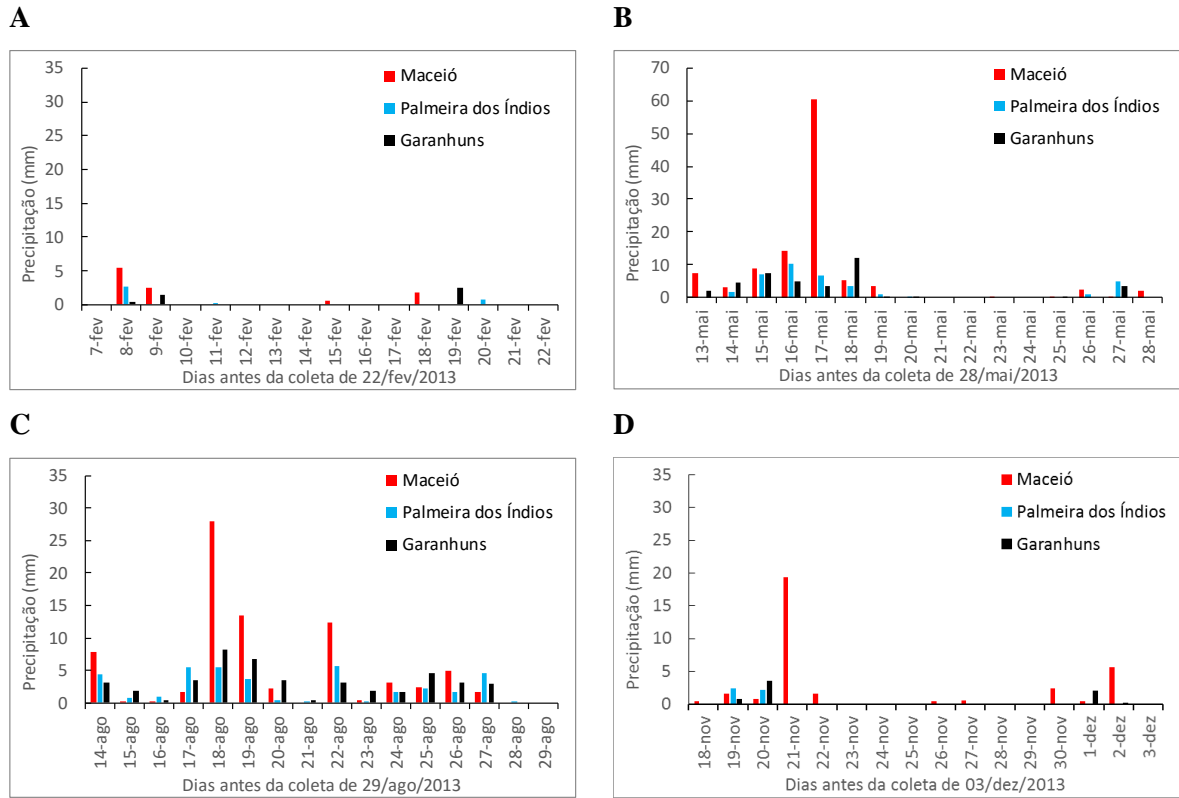 A
35
30
25
20
15
10
5
0
Precipitação (mm)
Maceió
Palmeira dos Índios
Garanhuns
7-fev
8-fev
9-fev
10-fev
11-fev
12-fev
13-fev
14-fev
15-fev
16-fev
17-fev
18-fev
19-fev
20-fev
21-fev
22-fev
Dias antes da coleta de 22/fev/2013
B
70
60
50
40
30
20
10
0
Precipitação (mm)
Maceió
Palmeira dos Índios
Garanhuns
13-mai
14-mai
15-mai
16-mai
17-mai
18-mai
19-mai
20-mai
21-mai
22-mai
23-mai
24-mai
25-mai
26-mai
27-mai
28-mai
Dias antes da coleta de 28/mai/2013
C
35
30
25
20
15
10
5
0
Precipitação (mm)
Maceió
Palmeira dos Índios
Garanhuns
14-ago
15-ago
16-ago
17-ago
18-ago
19-ago
20-ago
21-ago
22-ago
23-ago
24-ago
25-ago
26-ago
27-ago
28-ago
29-ago
Dias antes da coleta de 29/ago/2013
D
35
30
25
20
15
10
5
0
Precipitação (mm)
Maceió
Palmeira dos Índios
Garanhuns
18-nov
19-nov
20-nov
21-nov
22-nov
23-nov
24-nov
25-nov
26-nov
27-nov
28-nov
29-nov
30-nov
1-dez
2-dez
3-dez
Dias antes da coleta de 03/dez/2013